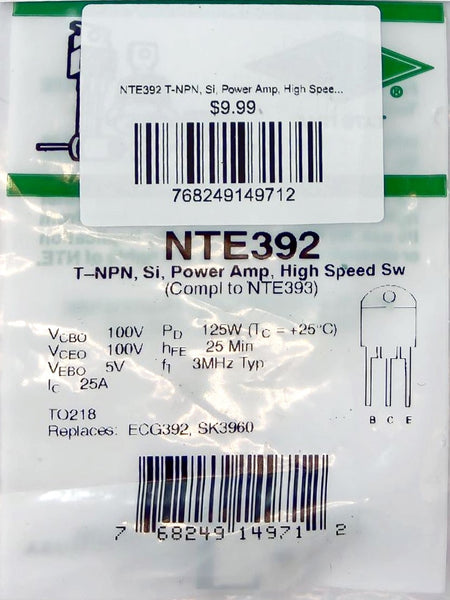 NTE392 T-NPN, Si, Power Amp, High Spee...
$9.99
768249149712
®
NTE392
T–NPN, Si, Power Amp, High Speed Sw
(Compl to NTE393)
VCBO 100V PD 125W (TC = +25°C)
VCEO 100V hFE 25 Min
VEBO 5V fT 3MHz Typ
IC 25A
B C E
TO218
Replaces: ECG392, SK3960
7 68249 14971 2